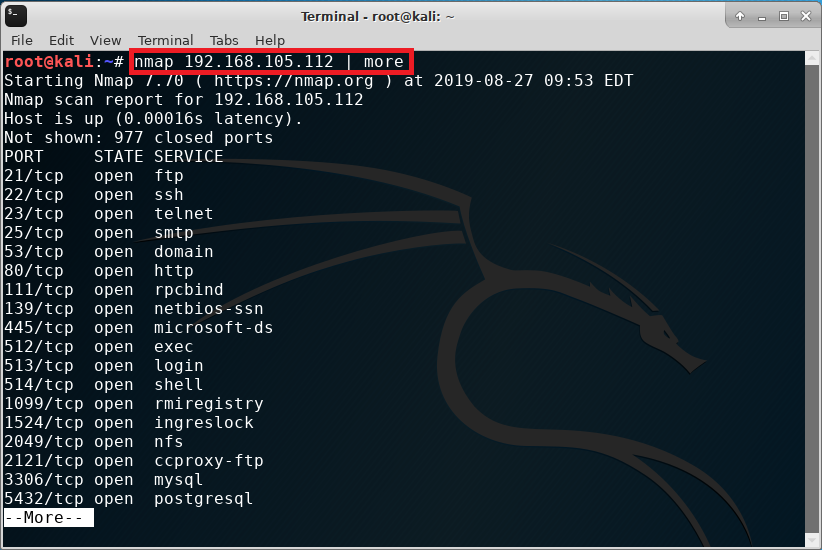 Terminal - root@kali: ~
File Edit View Terminal Tabs Help
root@kali:~# nmap 192.168.105.112 | more
Starting Nmap 7.70 ( https://nmap.org ) at 2019-08-27 09:53 EDT
Nmap scan report for 192.168.105.112
Host is up (0.00016s latency).
Not shown: 977 closed ports
PORT     STATE SERVICE
21/tcp   open  ftp
22/tcp   open  ssh
23/tcp   open  telnet
25/tcp   open  smtp
53/tcp   open  domain
80/tcp   open  http
111/tcp  open  rpcbind
139/tcp  open  netbios-ssn
445/tcp  open  microsoft-ds
512/tcp  open  exec
513/tcp  open  login
514/tcp  open  shell
1099/tcp open  rmiregistry
1524/tcp open  ingreslock
2049/tcp open  nfs
2121/tcp open  ccproxy-ftp
3306/tcp open  mysql
5432/tcp open  postgresql
--More--